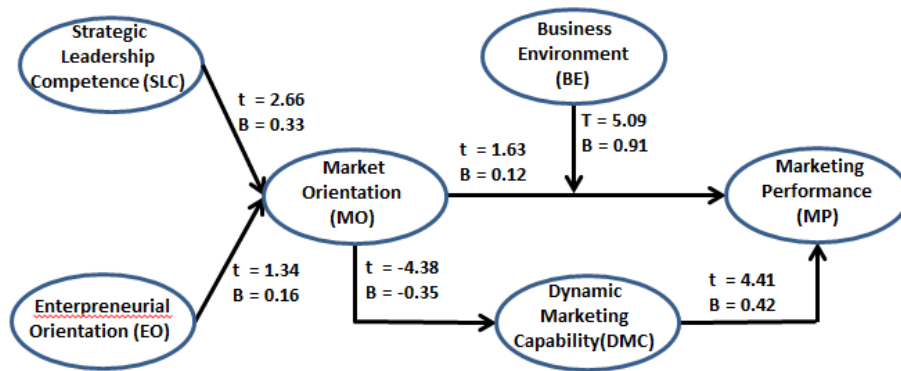 Strategic
Leadership
Competence (SLC)
Business
Environment
(BE)
t = 2.66
B = 0.33
T = 5.09
B = 0.91
t = 1.63
B = 0.12
Market
Orientation
(MO)
Marketing
Performance
(MP)
t = 1.34
B = 0.16
t = -4.38
B = -0.35
t = 4.41
B = 0.42
Enterpreneurial
Orientation (EO)
Dynamic
Marketing
Capability(DMC)